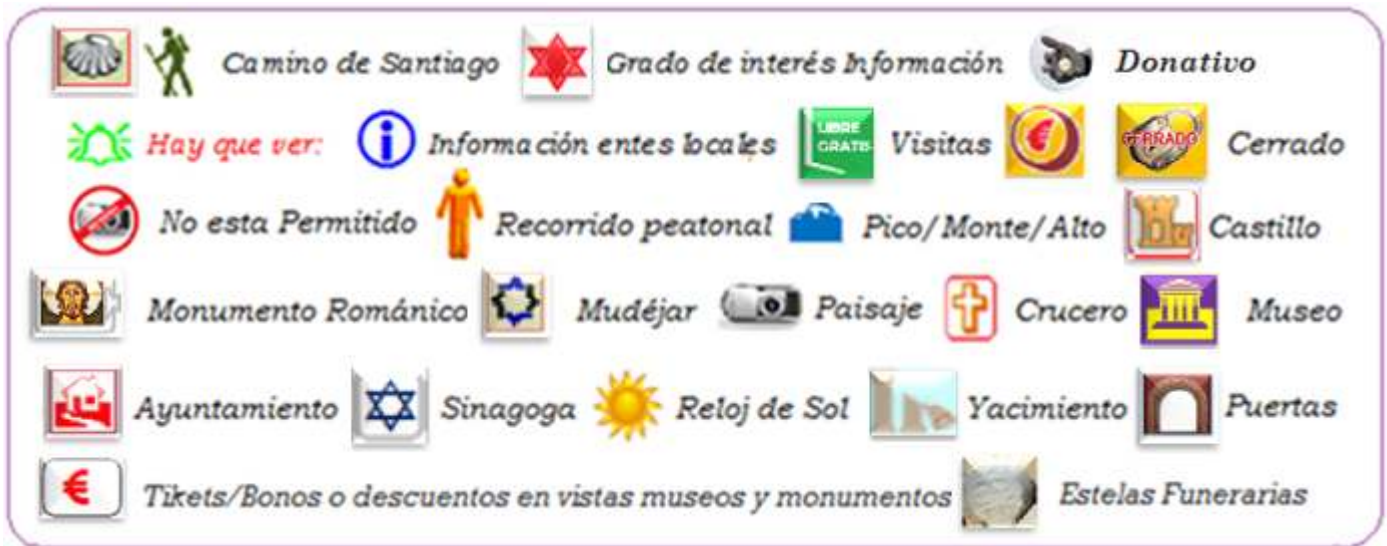 Camino de Santiago Grado de interés Información Donativo
Hay que ver: Información entes locales LIBRE GRATIS Visitas € CERRADO Cerrado
No esta Permitido Recorrido peatonal Pico/Monte/Alto Castillo
Monumento Románico Mudéjar Paisaje Crucero Museo
Ayuntamiento Sinagoga Reloj de Sol Yacimiento Puertas
€ Tikets/Bonos o descuentos en vistas museos y monumentos Estelas Funerarias